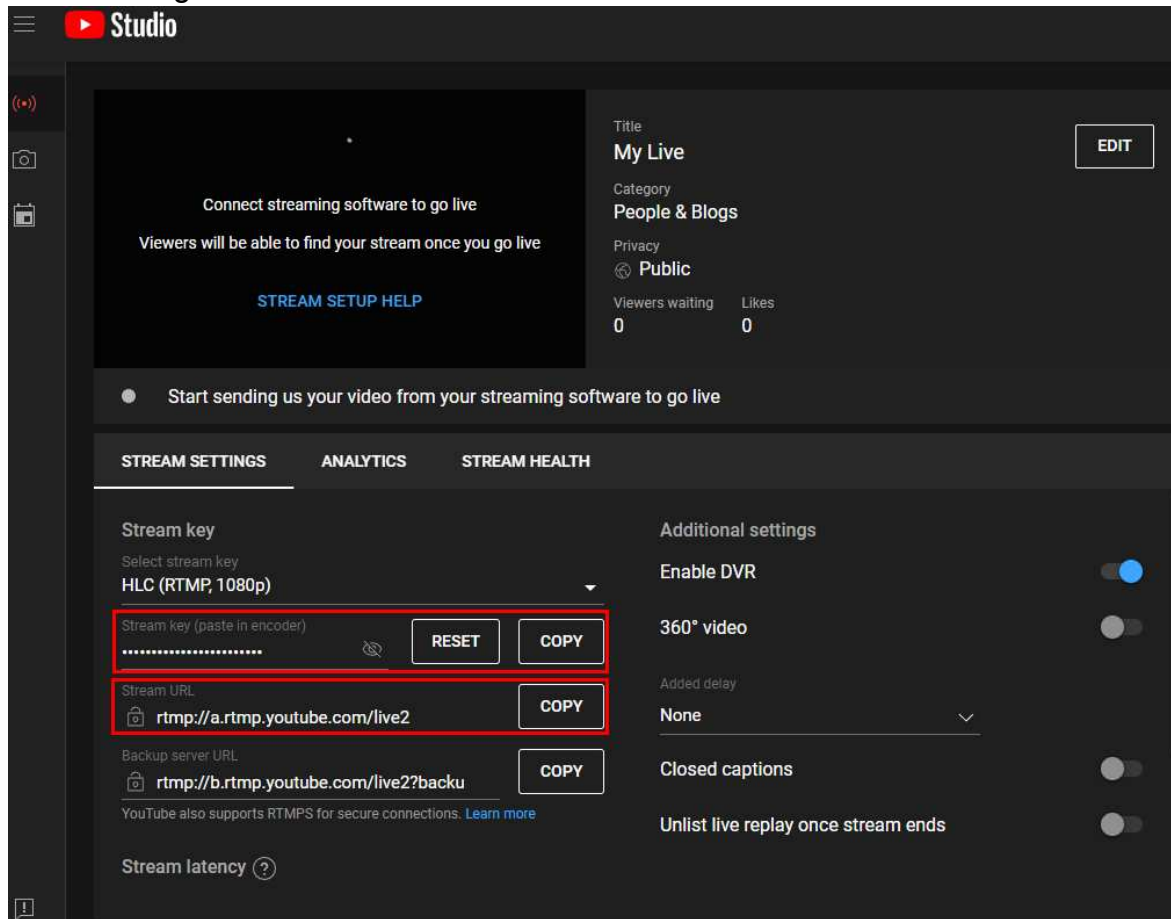 Studio
Connect streaming software to go live
Viewers will be able to find your stream once you go live
STREAM SETUP HELP
Title
My Live
EDIT
Category
People & Blogs
Privacy
Public
Viewers waiting Likes
0 0
Start sending us your video from your streaming software to go live
STREAM SETTINGS ANALYTICS STREAM HEALTH
Stream key
Select stream key
HLC (RTMP, 1080p)
Stream key (paste in encoder)
•••••••••••••••••••••••• RESET COPY
Stream URL
rtmp://a.rtmp.youtube.com/live2 COPY
Backup server URL
rtmp://b.rtmp.youtube.com/live2?backu COPY
YouTube also supports RTMPS for secure connections. Learn more
Stream latency ?
Additional settings
Enable DVR
360° video
Added delay
None
Closed captions
Unlist live replay once stream ends